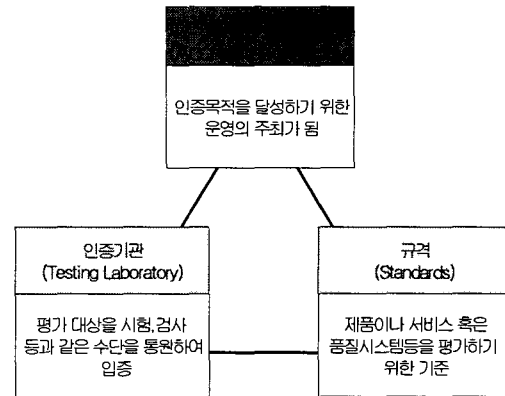 인증목적을 달성하기 위한
운영의 주최가 됨
인증기관
(Testing Laboratory)
평가 대상을 시험,검사
등과 같은 수단을 통원하여
입증
규격
(Standards)
제품이나 서비스 혹은
품질시스템등을 평가하기
위한 기준